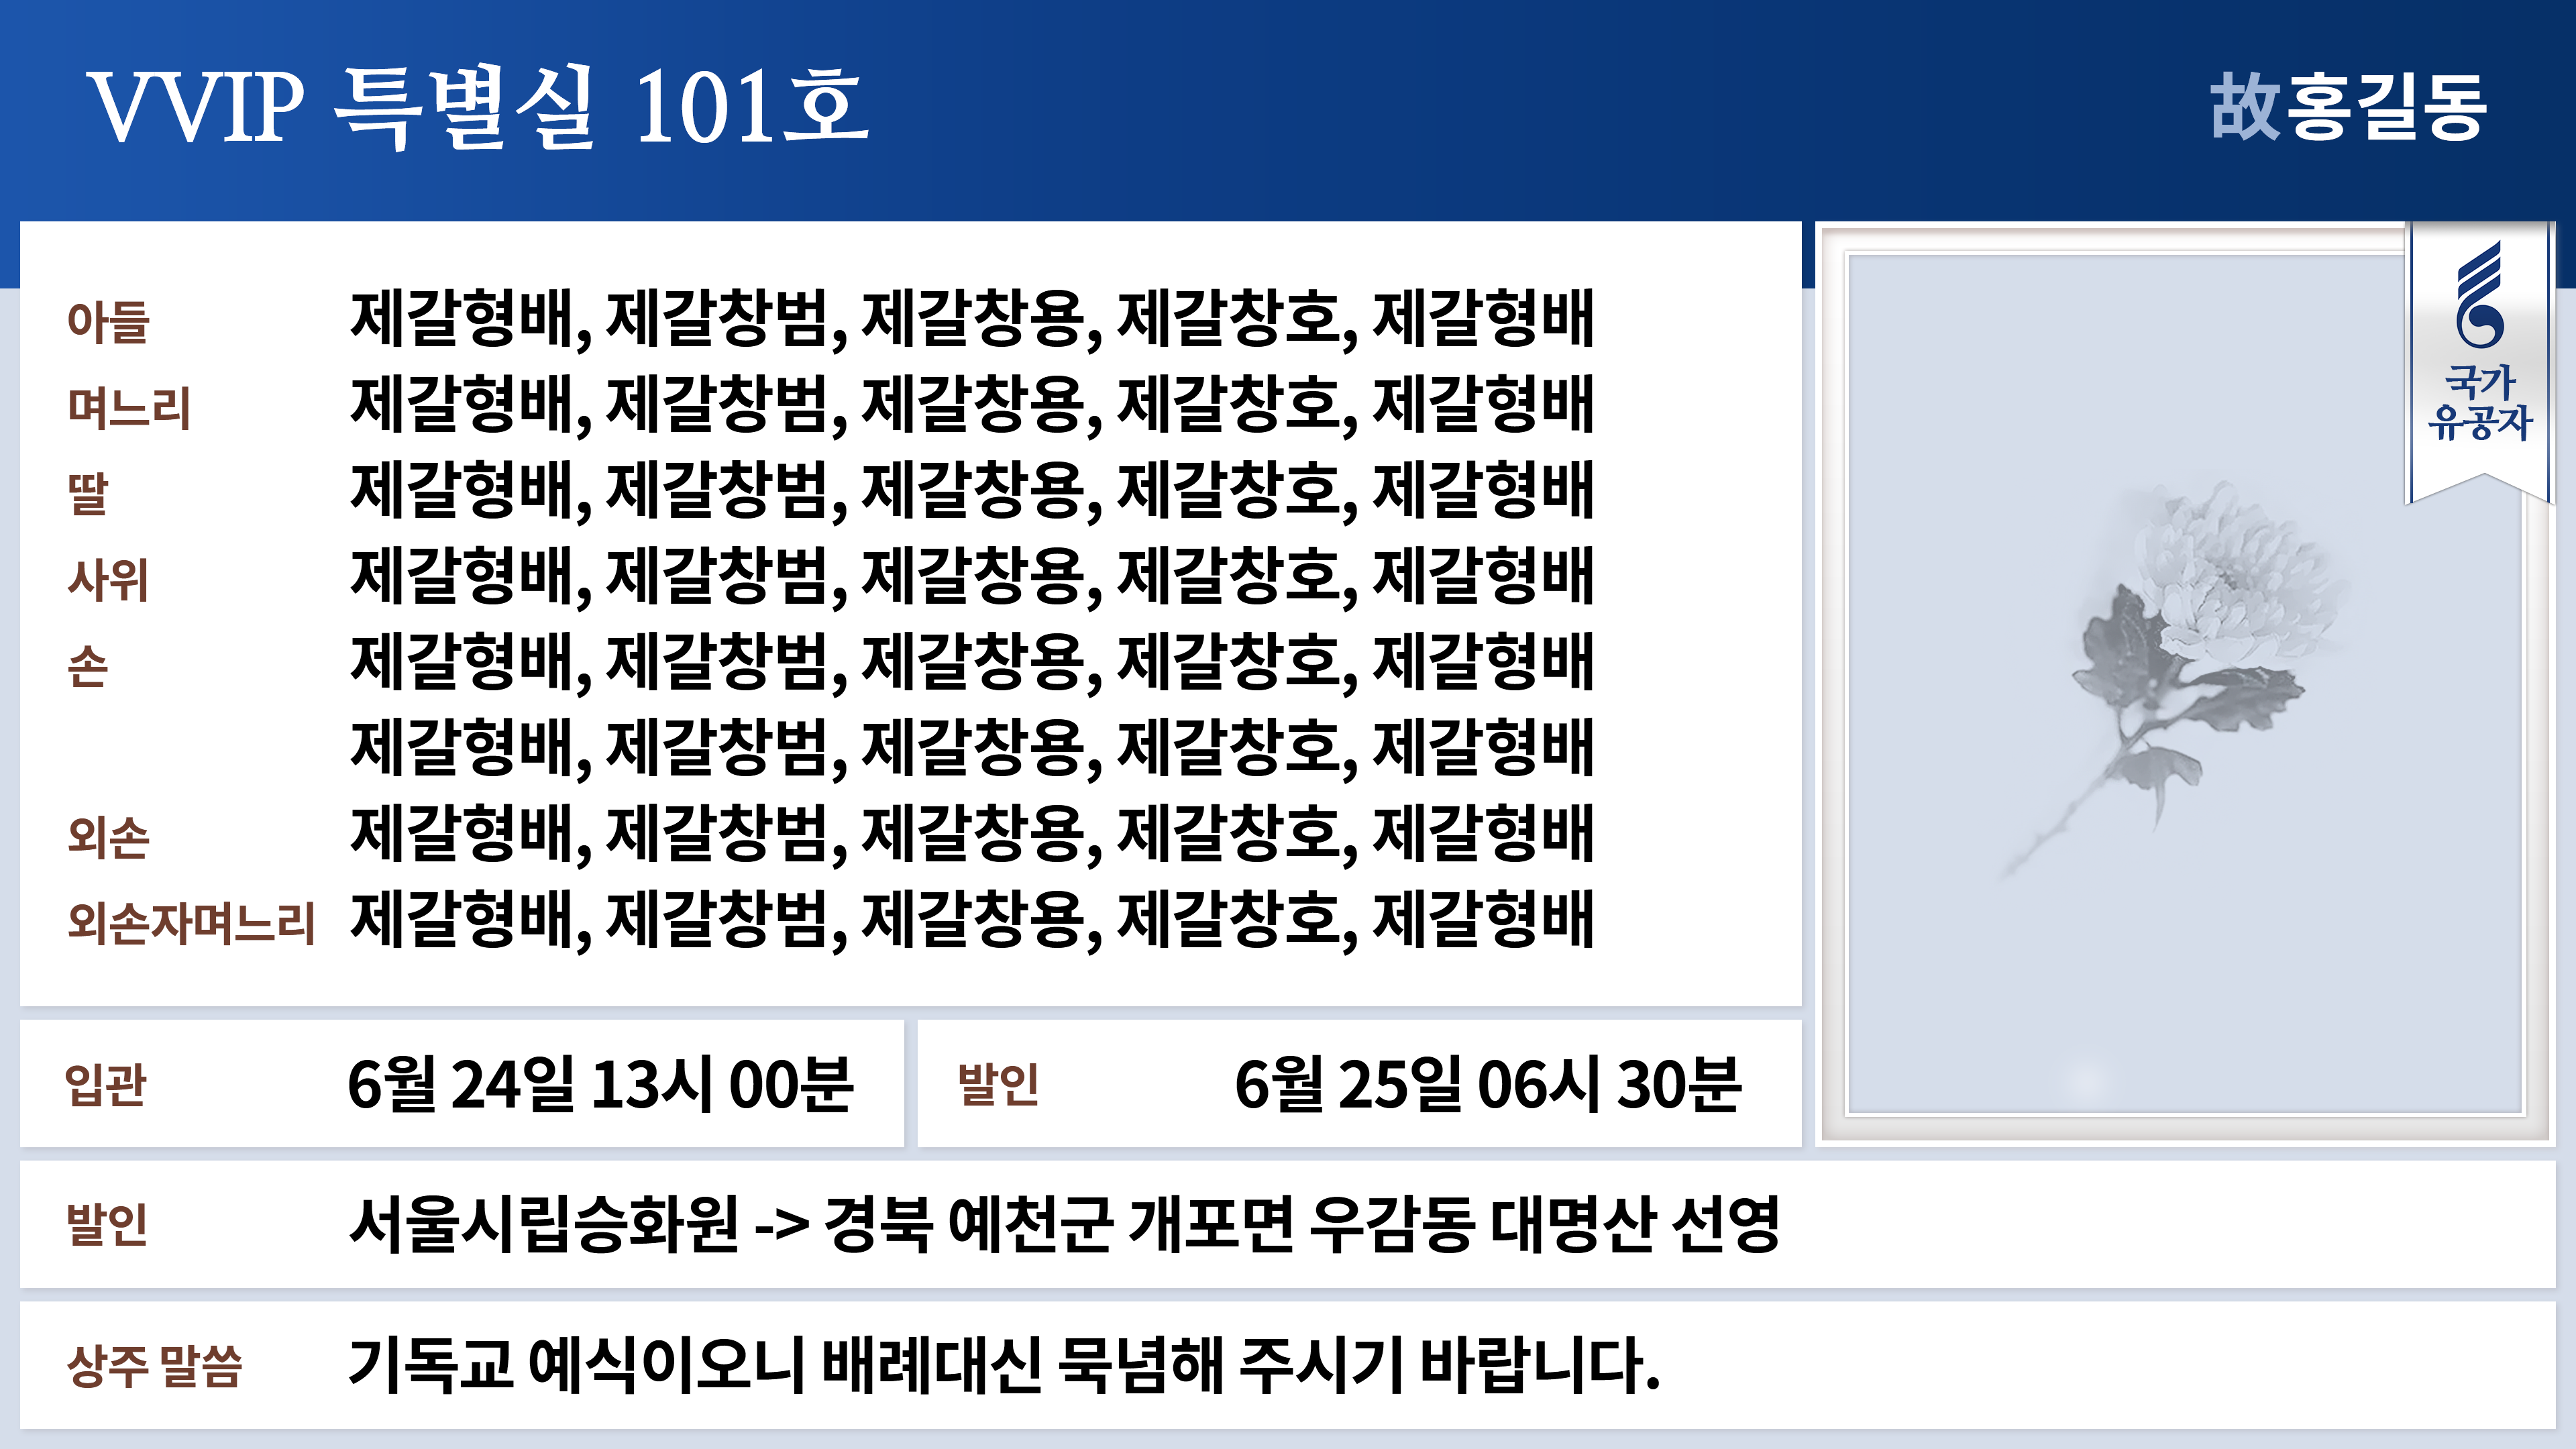 VVIP 특별실 101호
故홍길동
아들 제갈형배, 제갈창범, 제갈창용, 제갈창호, 제갈형배
며느리 제갈형배, 제갈창범, 제갈창용, 제갈창호, 제갈형배
딸 제갈형배, 제갈창범, 제갈창용, 제갈창호, 제갈형배
사위 제갈형배, 제갈창범, 제갈창용, 제갈창호, 제갈형배
손 제갈형배, 제갈창범, 제갈창용, 제갈창호, 제갈형배
제갈형배, 제갈창범, 제갈창용, 제갈창호, 제갈형배
외손 제갈형배, 제갈창범, 제갈창용, 제갈창호, 제갈형배
외손자며느리 제갈형배, 제갈창범, 제갈창용, 제갈창호, 제갈형배
국가
유공자
입관 6월 24일 13시 00분
발인 6월 25일 06시 30분
발인 서울시립승화원 -> 경북 예천군 개포면 우감동 대명산 선영
상주 말씀 기독교 예식이오니 배례대신 묵념해 주시기 바랍니다.